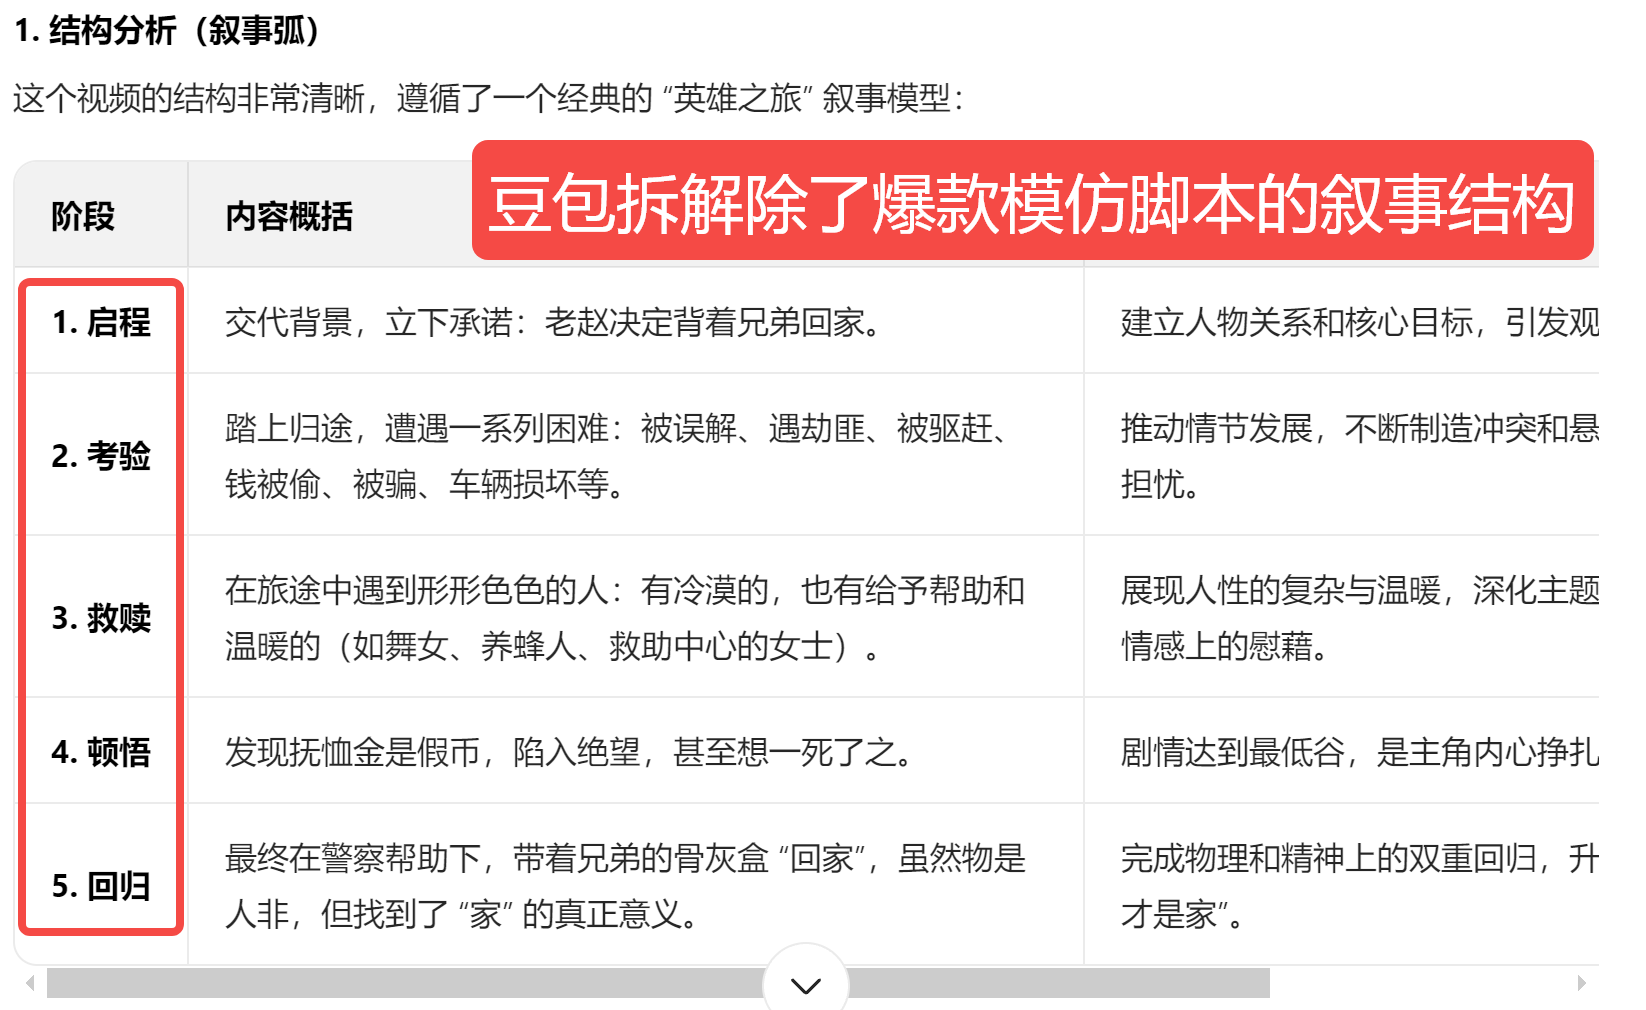 1. 结构分析（叙事弧）
这个视频的结构非常清晰，遵循了一个经典的 “英雄之旅” 叙事模型：
豆包拆解除了爆款模仿脚本的叙事结构
阶段
内容概括
1. 启程
交代背景，立下承诺：老赵决定背着兄弟回家。
建立人物关系和核心目标，引发观
2. 考验
踏上归途，遭遇一系列困难：被误解、遇劫匪、被驱赶、
钱被偷、被骗、车辆损坏等。
推动情节发展，不断制造冲突和悬
担忧。
3. 救赎
在旅途中遇到形形色色的人：有冷漠的，也有给予帮助和
温暖的（如舞女、养蜂人、救助中心的女士）。
展现人性的复杂与温暖，深化主题
情感上的慰藉。
4. 顿悟
发现抚恤金是假币，陷入绝望，甚至想一死了之。
剧情达到最低谷，是主角内心挣扎
5. 回归
最终在警察帮助下，带着兄弟的骨灰盒 “回家”，虽然物是
人非，但找到了 “家” 的真正意义。
完成物理和精神上的双重回归，升
才是家”。